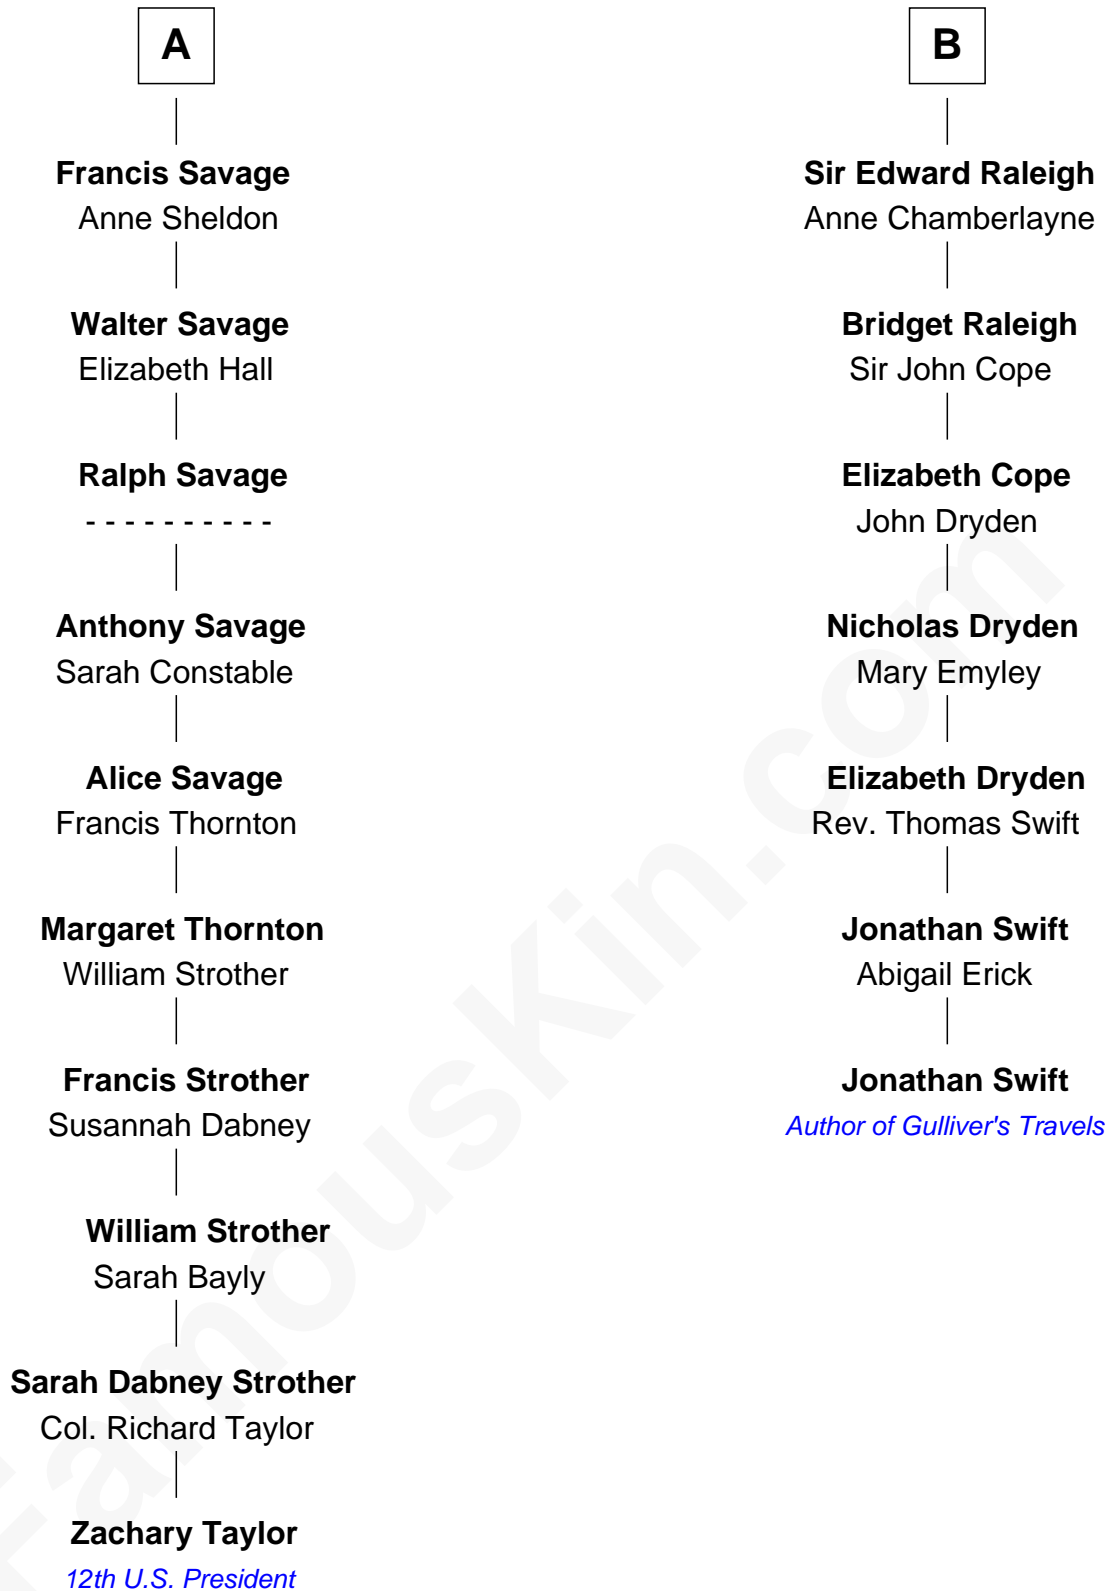 A
Francis Savage
Anne Sheldon
Walter Savage
Elizabeth Hall
Ralph Savage
- - - - - - - - - -
Anthony Savage
Sarah Constable
Alice Savage
Francis Thornton
Margaret Thornton
William Strother
Francis Strother
Susannah Dabney
William Strother
Sarah Bayly
Sarah Dabney Strother
Col. Richard Taylor
Zachary Taylor
12th U.S. President
B
Sir Edward Raleigh
Anne Chamberlayne
Bridget Raleigh
Sir John Cope
Elizabeth Cope
John Dryden
Nicholas Dryden
Mary Emyley
Elizabeth Dryden
Rev. Thomas Swift
Jonathan Swift
Abigail Erick
Jonathan Swift
Author of Gulliver's Travels
FamousKin.com